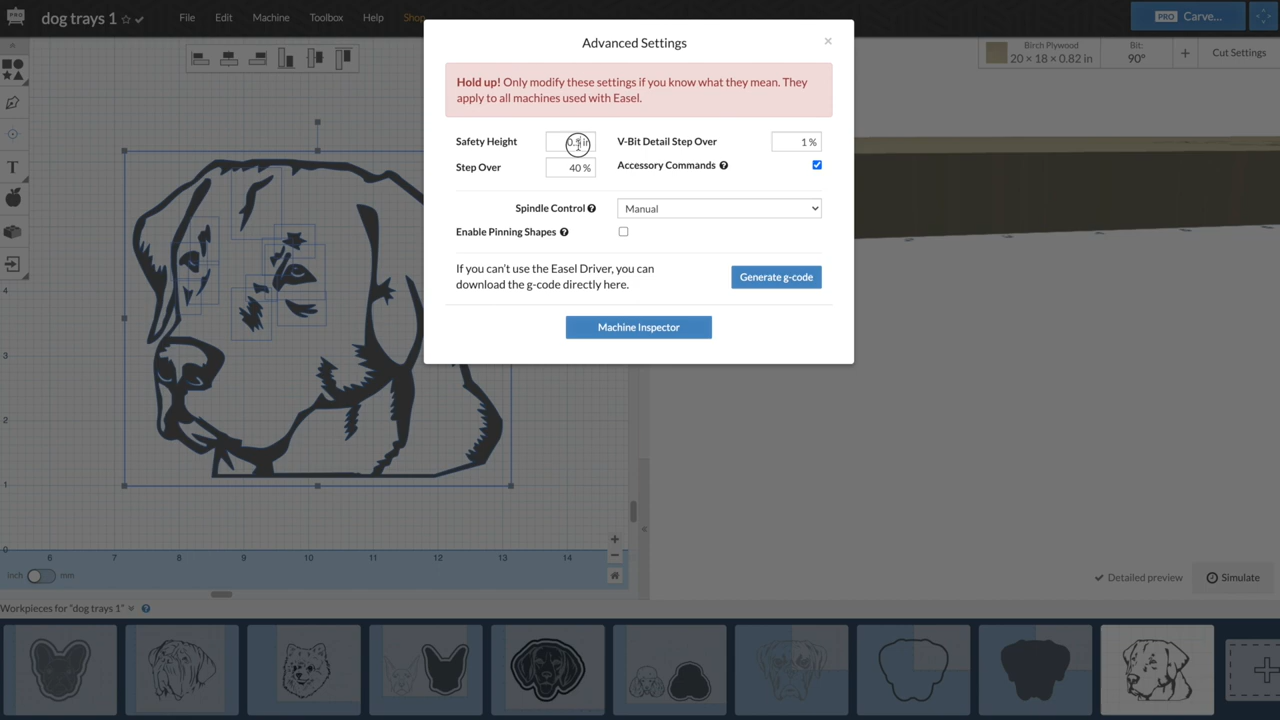 PRO
dog trays 1
File
Edit
Machine
Toolbox
Help
Shop
PRO Carve...
Birch Plywood
20 × 18 × 0.82 in
Bit:
90°
Cut Settings
Advanced Settings
×
Hold up! Only modify these settings if you know what they mean. They
apply to all machines used with Easel.
Safety Height
V-Bit Detail Step Over
1 %
Step Over
40 %
Accessory Commands
Spindle Control
Manual
Enable Pinning Shapes
If you can't use the Easel Driver, you can
download the g-code directly here.
Generate g-code
Machine Inspector
T
4
3
2
1
0
6
7
8
9
10
11
12
13
14
inch
mm
Detailed preview
Simulate
Workpieces for "dog trays 1"